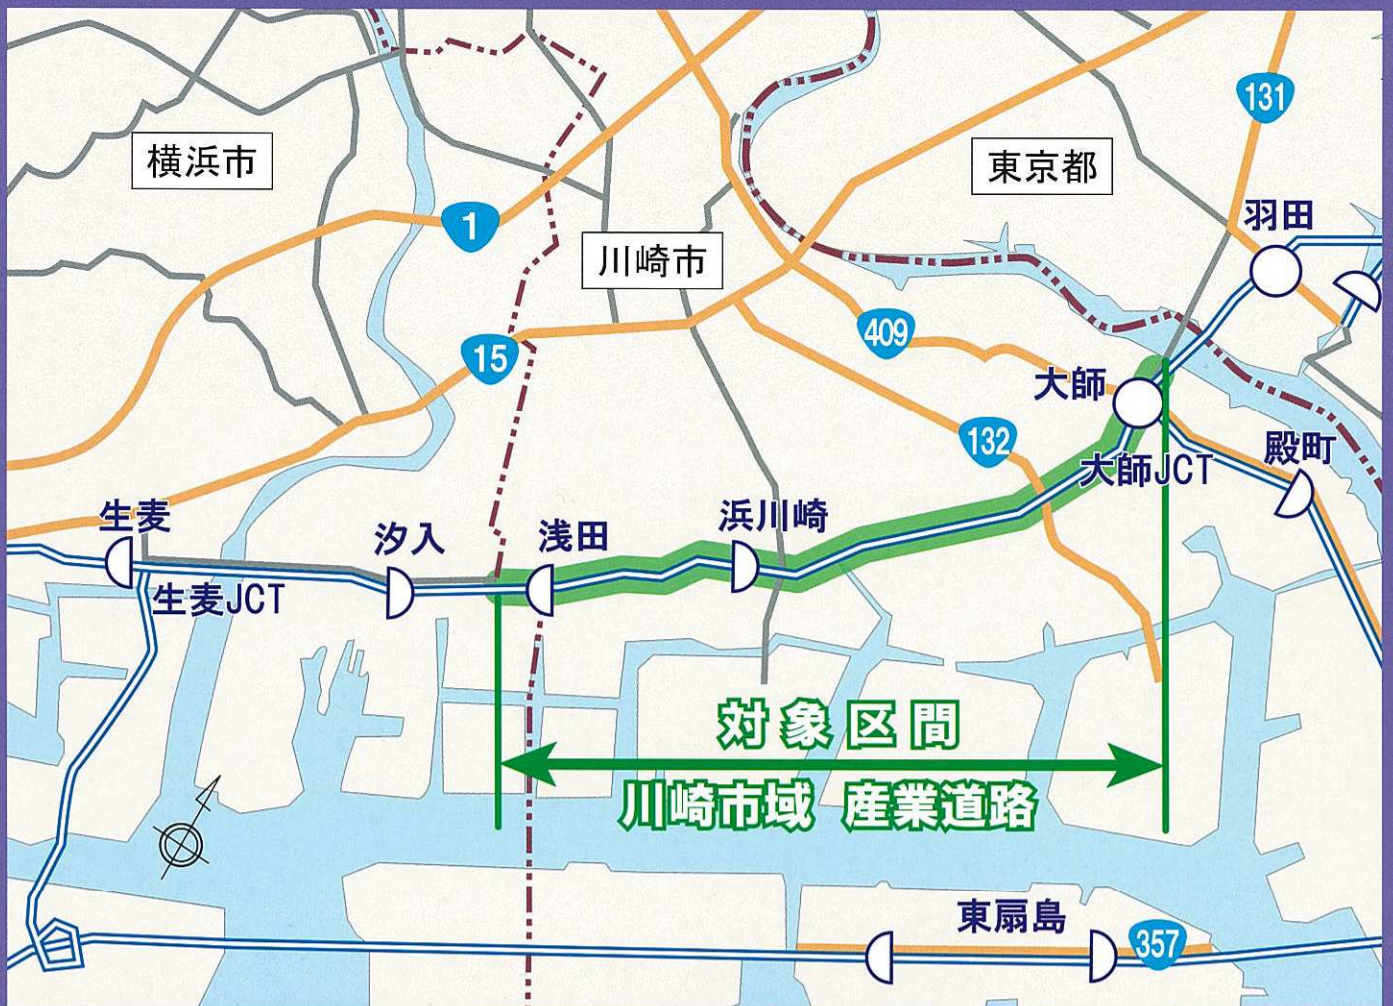 131
横浜市
東京都
羽田
1
川崎市
409
15
大師
132
殿町
大師JCT
生麦
汐入
浅田
浜川崎
生麦JCT
対象区間
川崎市域 産業道路
東扇島
357